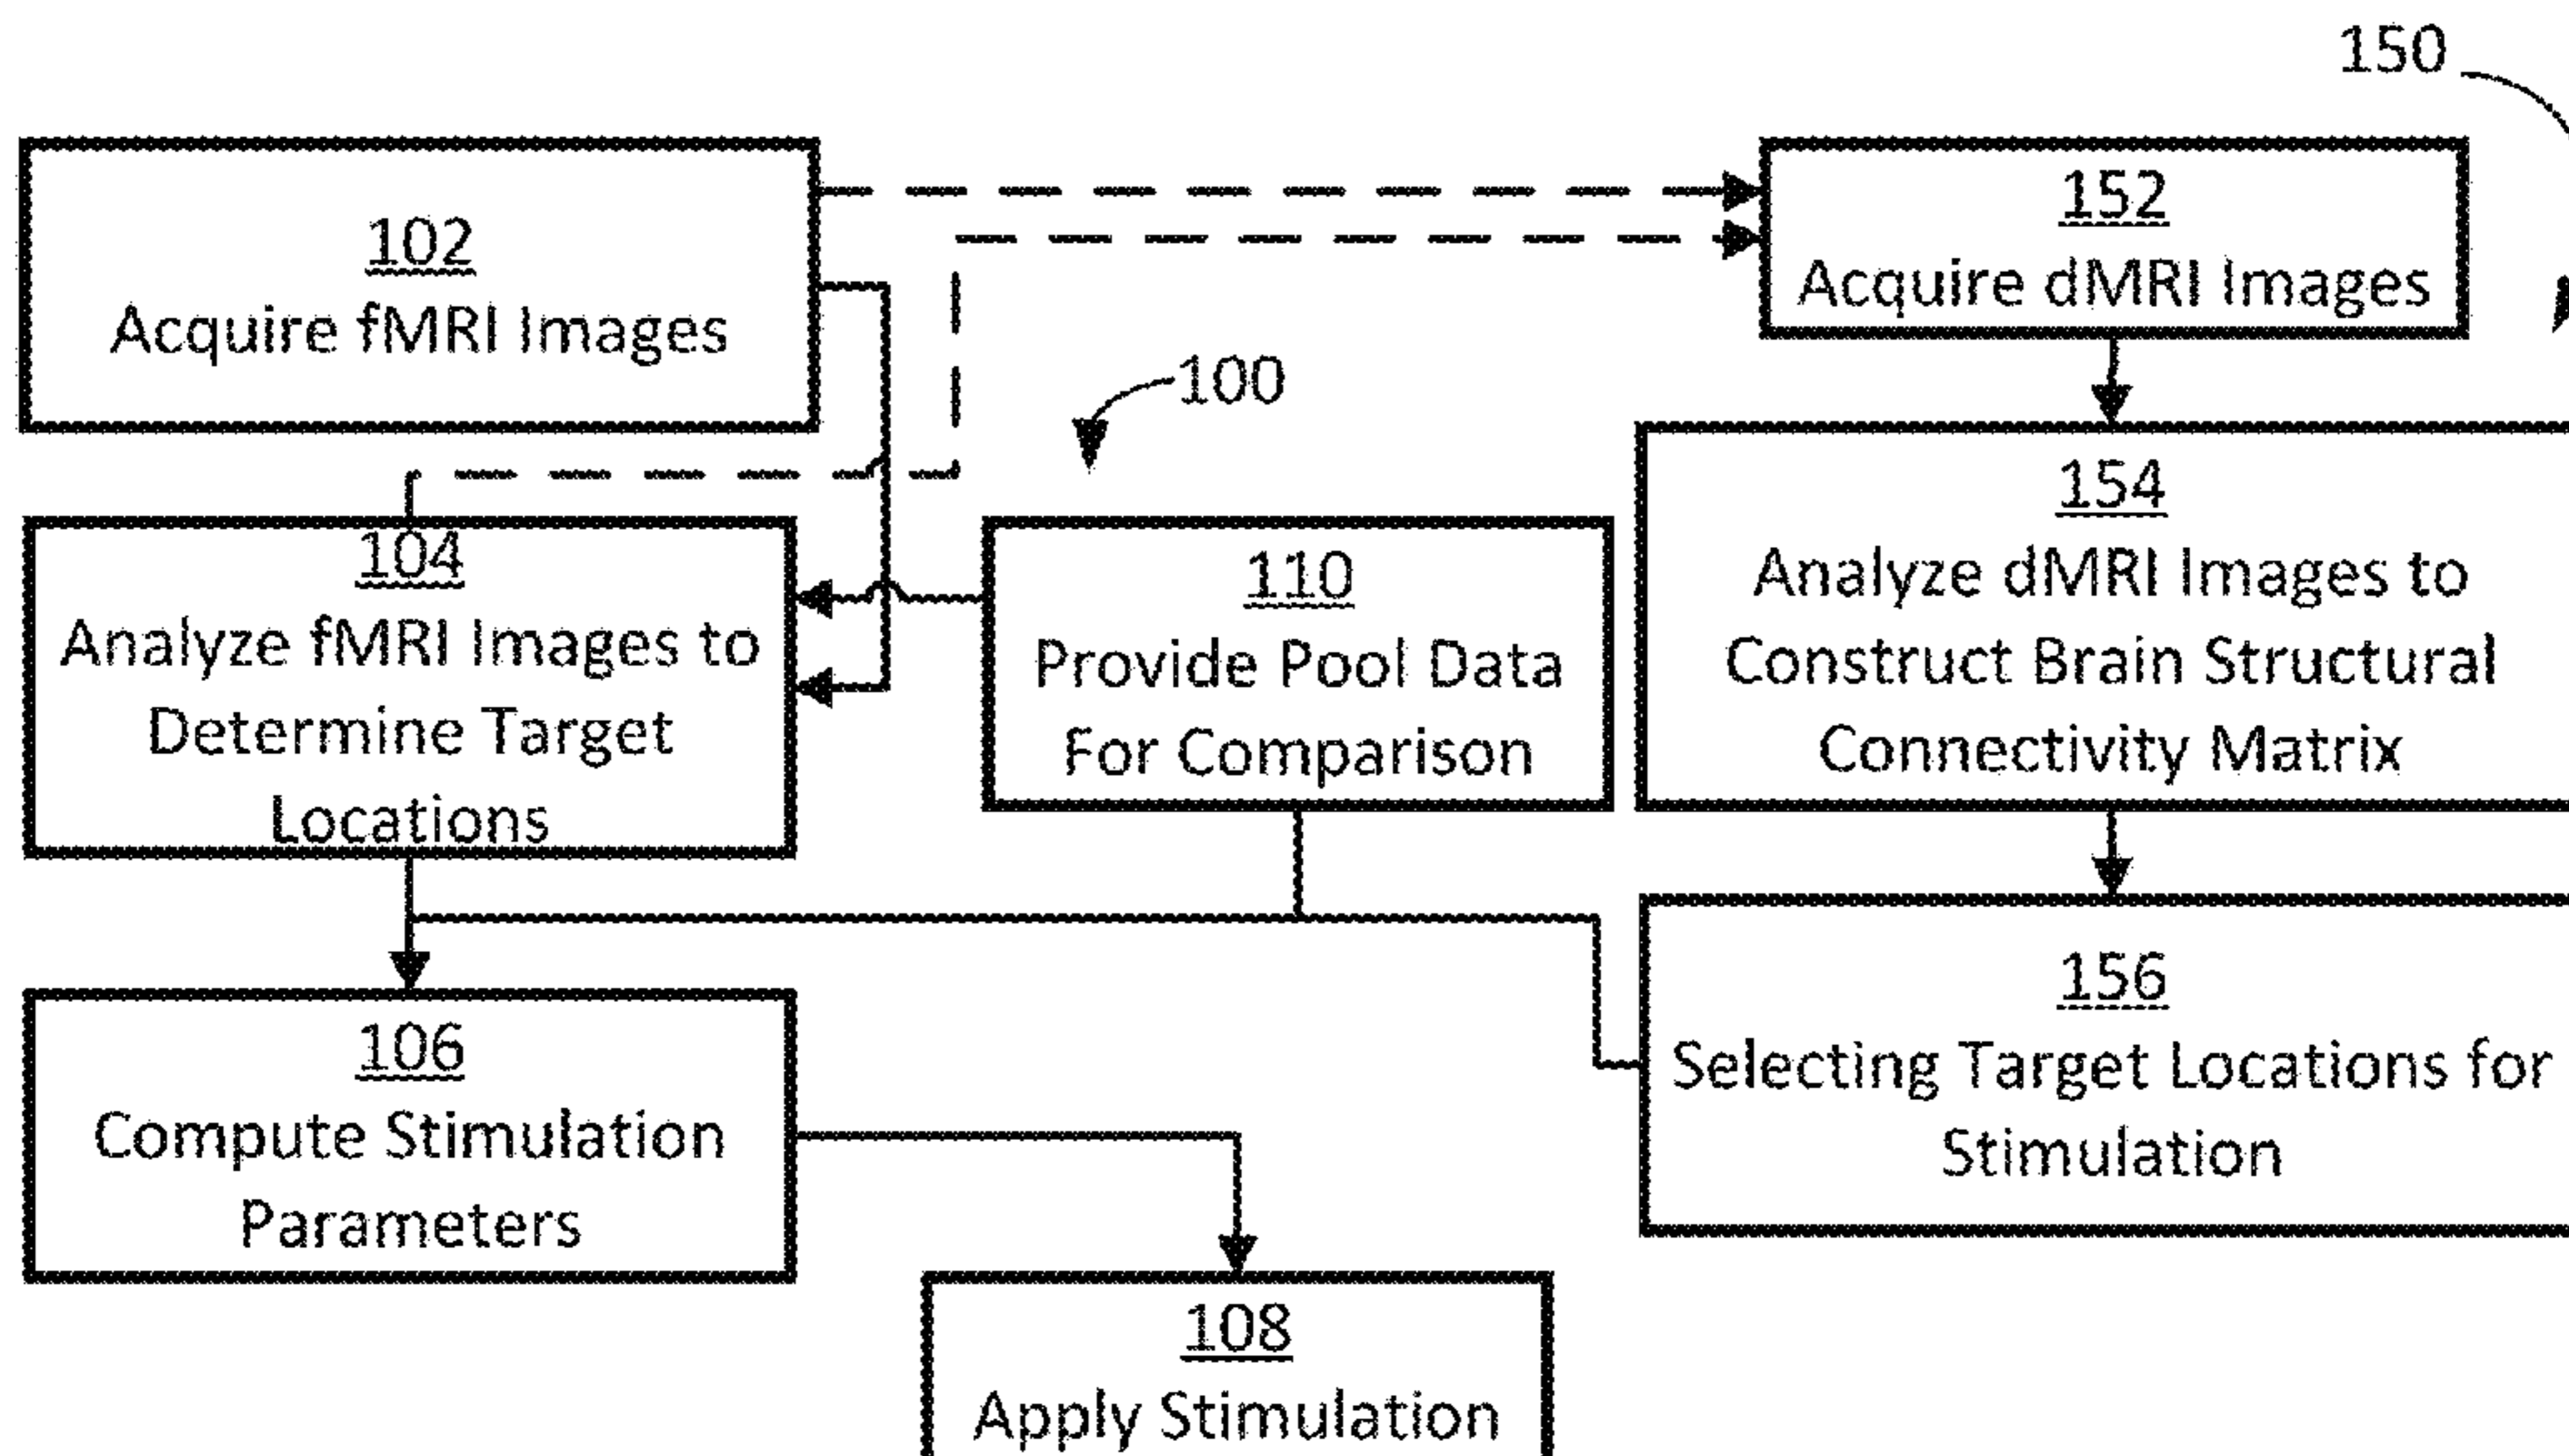 150
102
Acquire fMRI Images
152
Acquire dMRI Images
100
104
Analyze fMRI Images to
Determine Target
Locations
110
Provide Pool Data
For Comparison
154
Analyze dMRI Images to
Construct Brain Structural
Connectivity Matrix
106
Compute Stimulation
Parameters
156
Selecting Target Locations for
Stimulation
108
Apply Stimulation